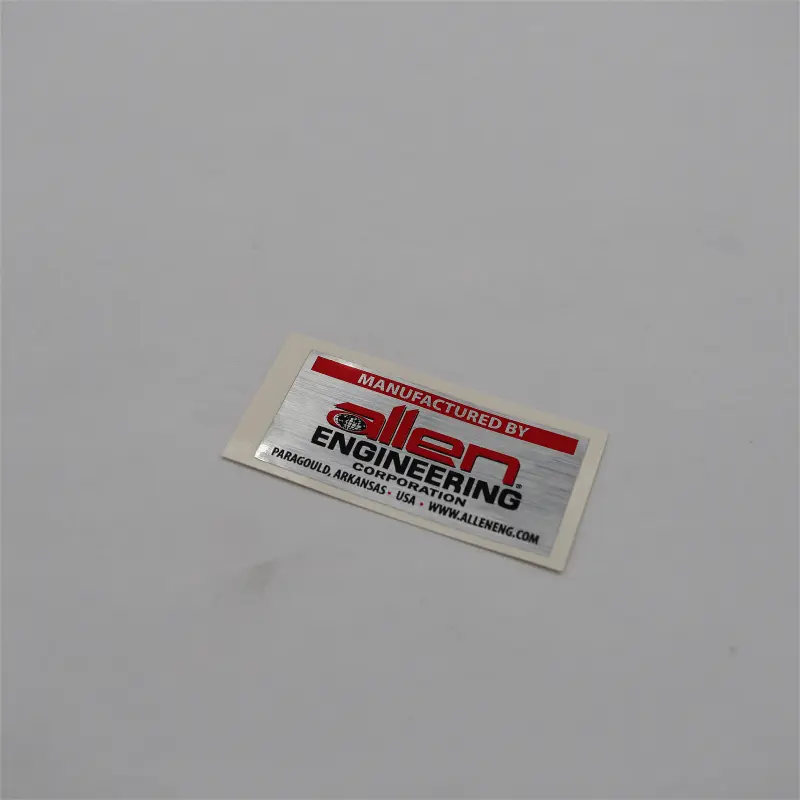 MANUFACTURED BY
allen®
ENGINEERING
CORPORATION
PARAGOULD, ARKANSAS • USA • WWW.ALLENENG.COM